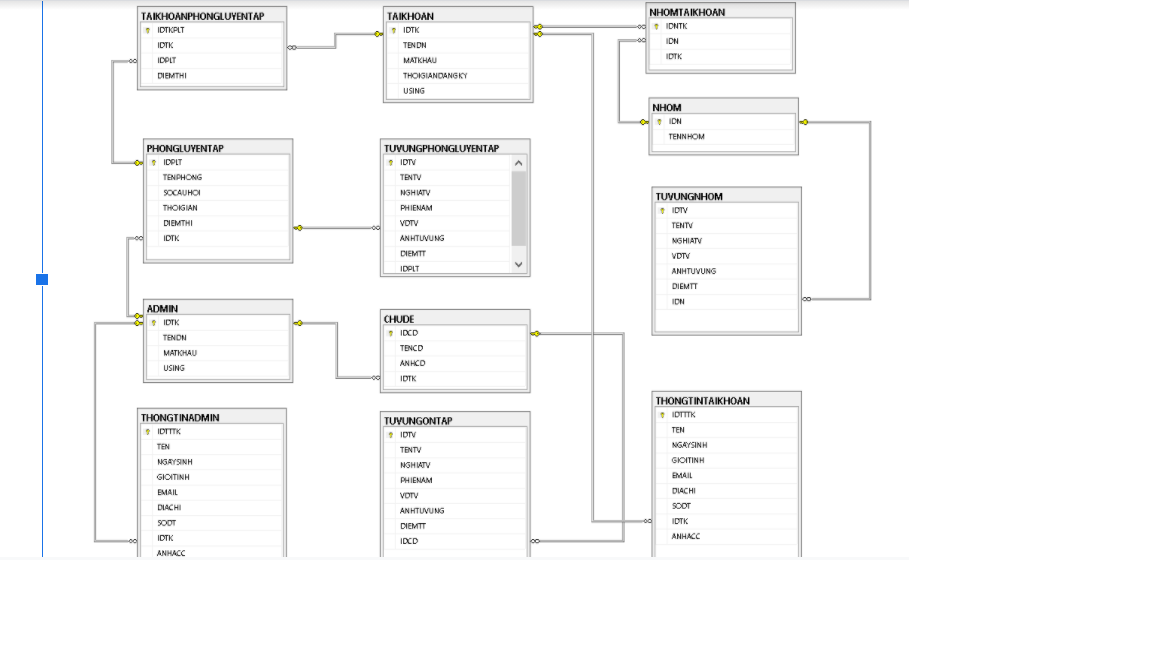 TAIKHOANPHONGLUYENTAP
IDTKPLT
IDTK
IDPLT
DIEMTHI
TAIKHOAN
IDTK
TENDN
MATKHAU
THOIGIANDANGKY
USING
NHOMTAIKHOAN
IDNTK
IDN
IDTK
NHOM
IDN
TENNHOM
PHONGLUYENTAP
IDPLT
TENPHONG
SOCAUHOI
THOIGIAN
DIEMTHI
IDTK
TUVUNGPHONGLUYENTAP
IDTV
TENTV
NGHIATV
PHIENAM
VDTV
ANHTUVUNG
DIEMTT
IDPLT
TUVUNGNHOM
IDTV
TENTV
NGHIATV
VDTV
ANHTUVUNG
DIEMTT
IDN
ADMIN
IDTK
TENDN
MATKHAU
USING
CHUDE
IDCD
TENCD
ANHCD
IDTK
THONGTINADMIN
IDTTTK
TEN
NGAYSINH
GIOITINH
EMAIL
DIACHI
SODT
IDTK
ANHACC
TUVUNGONTAP
IDTV
TENTV
NGHIATV
PHIENAM
VDTV
ANHTUVUNG
DIEMTT
IDCD
THONGTINTAIKHOAN
IDTTTK
TEN
NGAYSINH
GIOITINH
EMAIL
DIACHI
SODT
IDTK
ANHACC